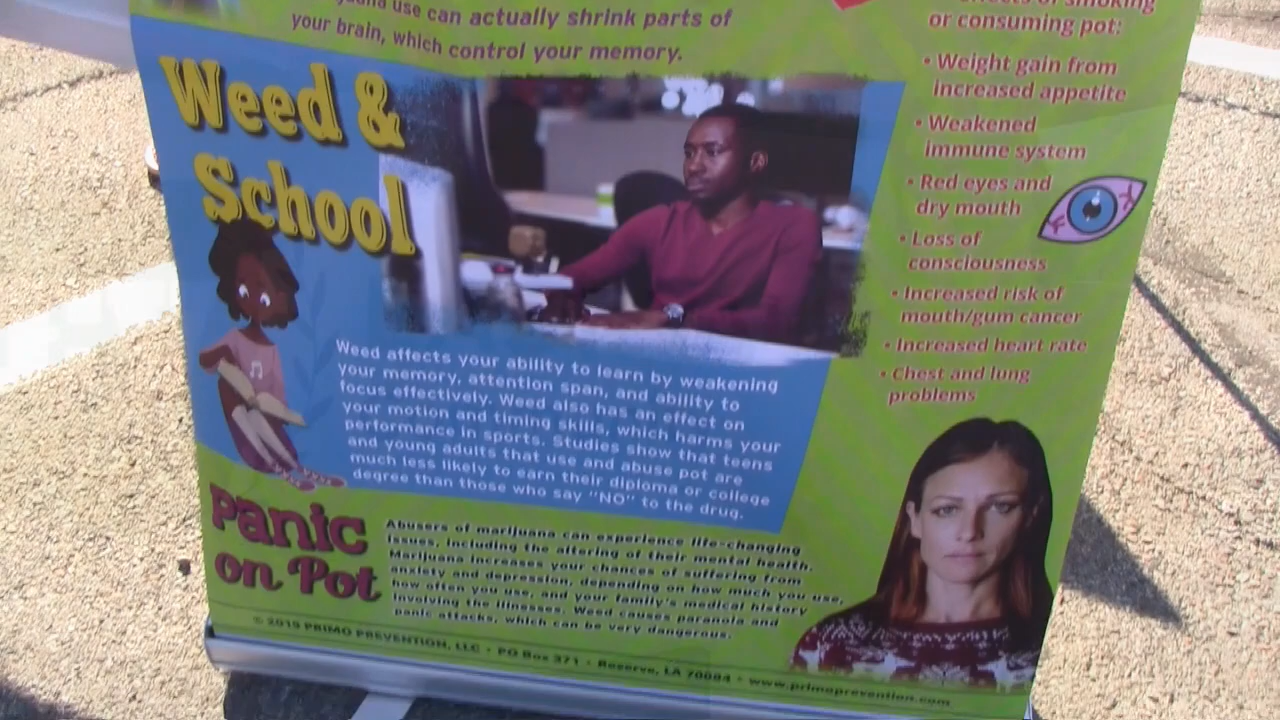 use can actually shrink parts of
your brain, which control your memory.
Weed &
School
Weed affects your ability to learn by weakening
your memory, attention span, and ability to
focus effectively. Weed also has an effect on
your motion and timing skills, which harms your
performance in sports. Studies show that teens
and young adults that use and abuse pot are
much less likely to earn their diploma or college
degree than those who say "NO" to the drug.
Panic
on Pot
Abusers of marijuana can experience life-changing
issues, including the altering of their mental health.
Marijuana increases your chances of suffering from
anxiety and depression, depending on how much you use,
how often you use, and your family's medical history
involving the illnesses. Weed causes paranoia and
panic attacks, which can be very dangerous.
of smoking
or consuming pot:
• Weight gain from
increased appetite
• Weakened
immune system
• Red eyes and
dry mouth
• Loss of
consciousness
• Increased risk of
mouth/gum cancer
• Increased heart rate
• Chest and lung
problems
© 2019 PRIMO PREVENTION, LLC • PO Box 371 • Reserve, LA 70084 • www.primoprevention.com